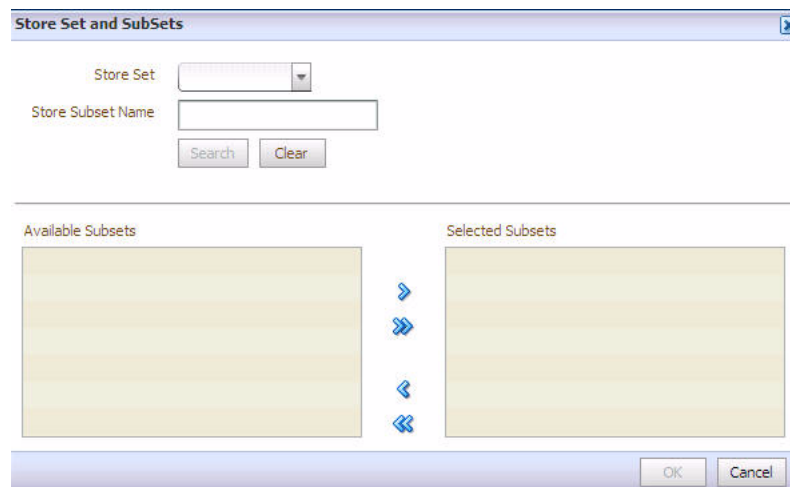 Store Set and SubSets
Store Set
Store Subset Name
Search Clear
Available Subsets Selected Subsets
OK Cancel